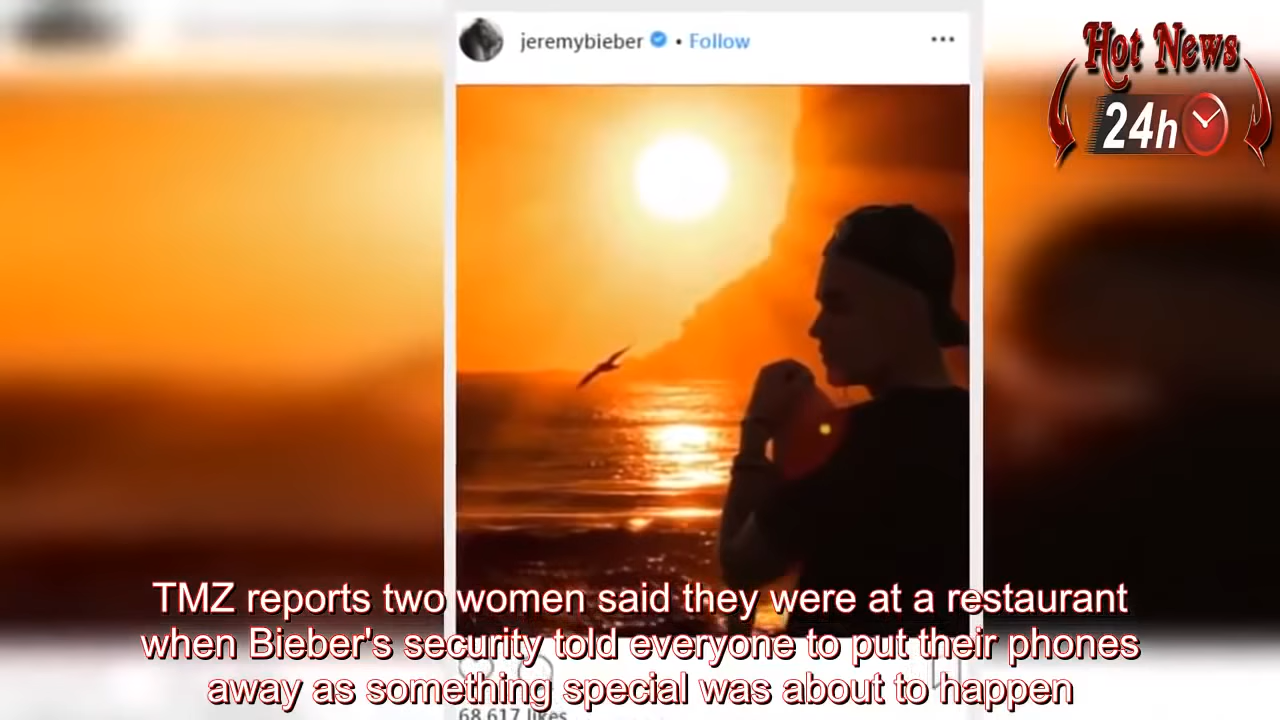 jeremybieber • Follow
Hot News
24h
TMZ reports two women said they were at a restaurant
when Bieber's security told everyone to put their phones
away as something special was about to happen
68,617 likes